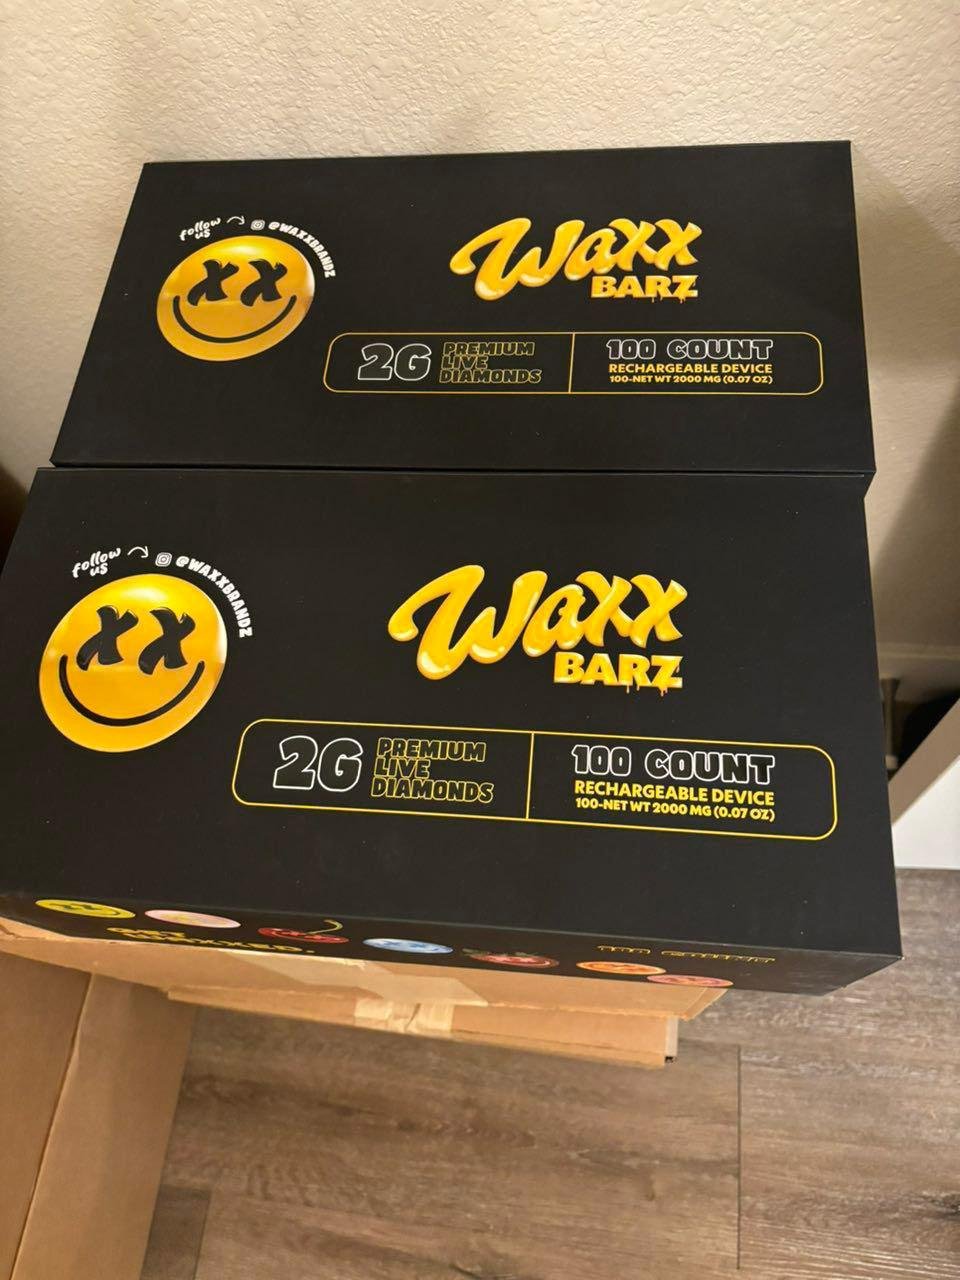 follow us @WAXXBRANDZ
Waxx
BARZ
2G
PREMIUM
LIVE
DIAMONDS
100 COUNT
RECHARGEABLE DEVICE
100-NET WT 2000 MG (0.07 OZ)
follow us @WAXXBRANDZ
Waxx
BARZ
2G
PREMIUM
LIVE
DIAMONDS
100 COUNT
RECHARGEABLE DEVICE
100-NET WT 2000 MG (0.07 OZ)
100 COUNT